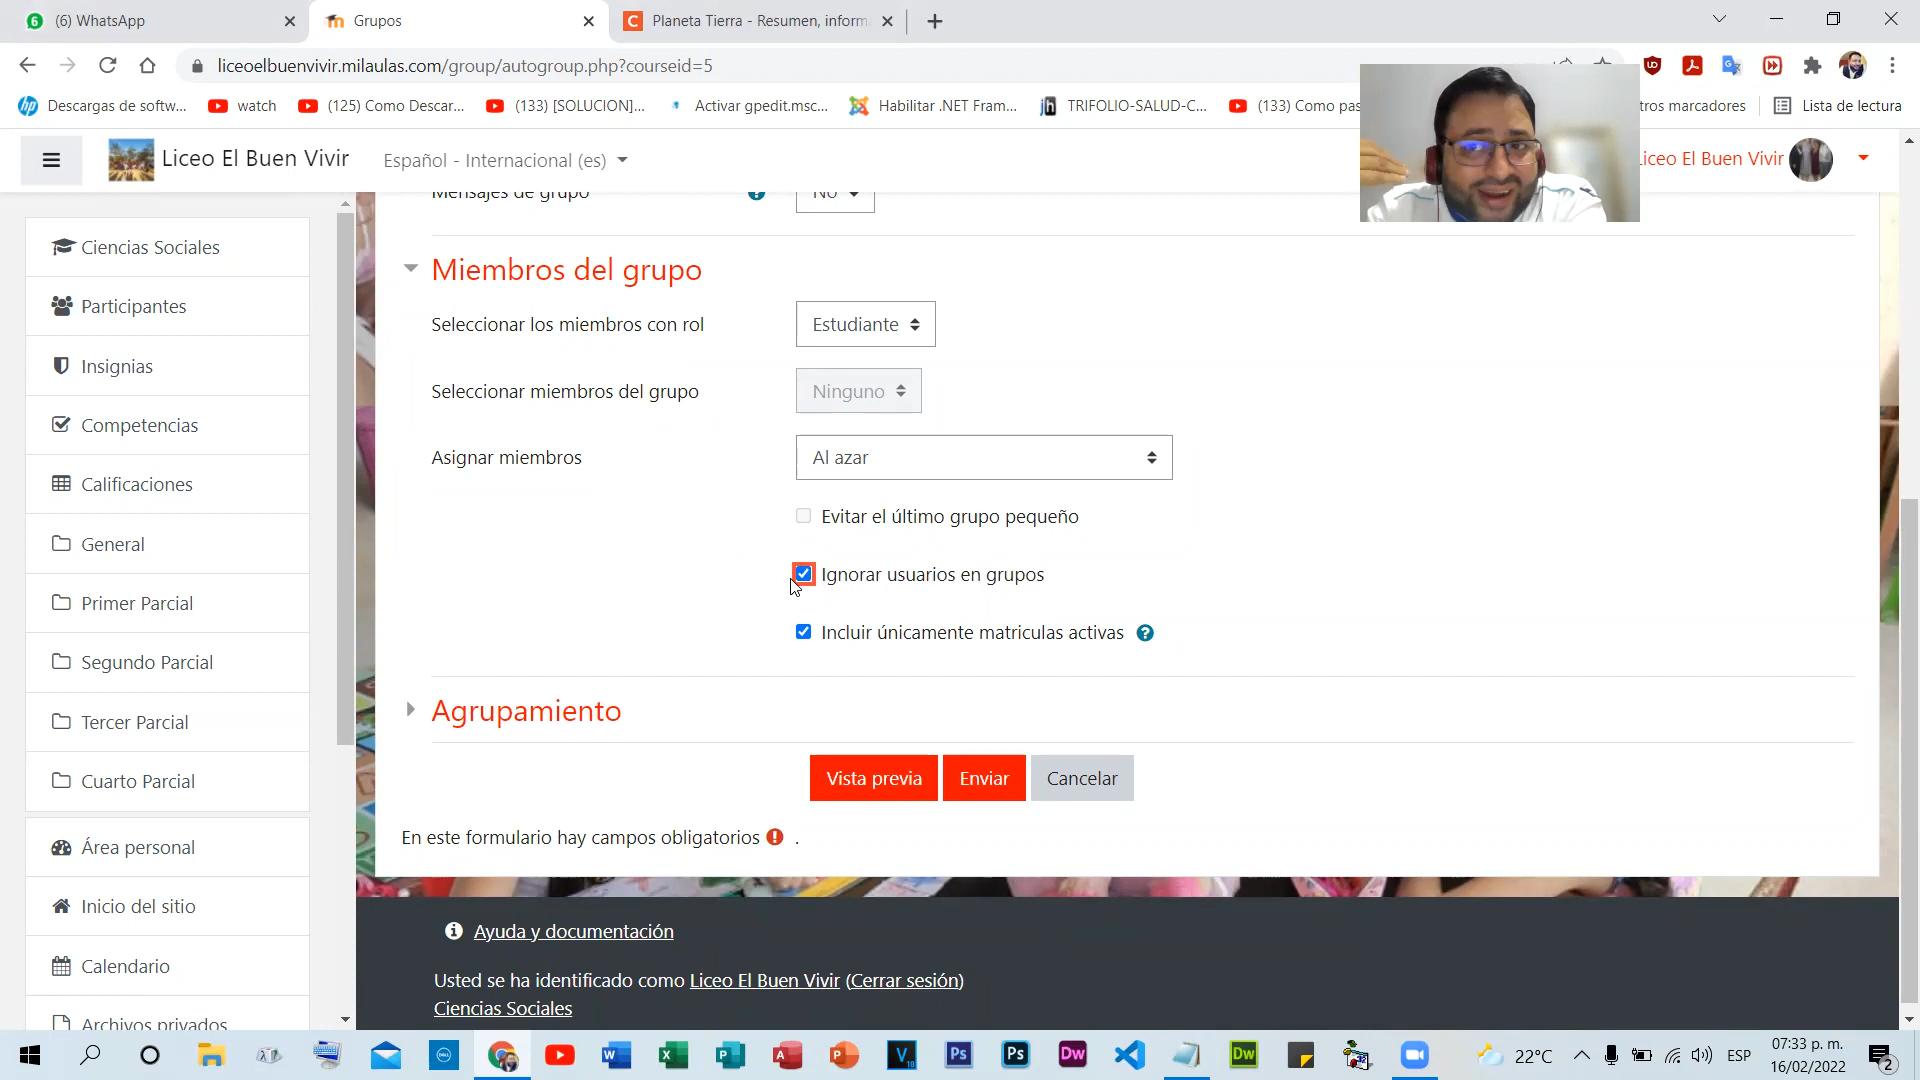 (6) WhatsApp
Grupos
Planeta Tierra - Resumen, inform
liceoelbuenvivir.milaulas.com/group/autogroup.php?courseid=5
Descargas de softw...
watch
(125) Como Descar...
(133) [SOLUCION]...
Activar gpedit.msc...
Habilitar .NET Fram...
TRIFOLIO-SALUD-C...
(133) Como pas
tros marcadores
Lista de lectura
Liceo El Buen Vivir
Español - Internacional (es)
Liceo El Buen Vivir
Mensajes de grupo
No
Ciencias Sociales
Participantes
Insignias
Competencias
Calificaciones
General
Primer Parcial
Segundo Parcial
Tercer Parcial
Cuarto Parcial
Área personal
Inicio del sitio
Calendario
Archivos privados
Miembros del grupo
Seleccionar los miembros con rol
Estudiante
Seleccionar miembros del grupo
Ninguno
Asignar miembros
Al azar
Evitar el último grupo pequeño
Ignorar usuarios en grupos
Incluir únicamente matriculas activas
Agrupamiento
Vista previa
Enviar
Cancelar
En este formulario hay campos obligatorios .
Ayuda y documentación
Usted se ha identificado como Liceo El Buen Vivir (Cerrar sesión)
Ciencias Sociales
22°C
ESP
07:33 p. m.
16/02/2022
2